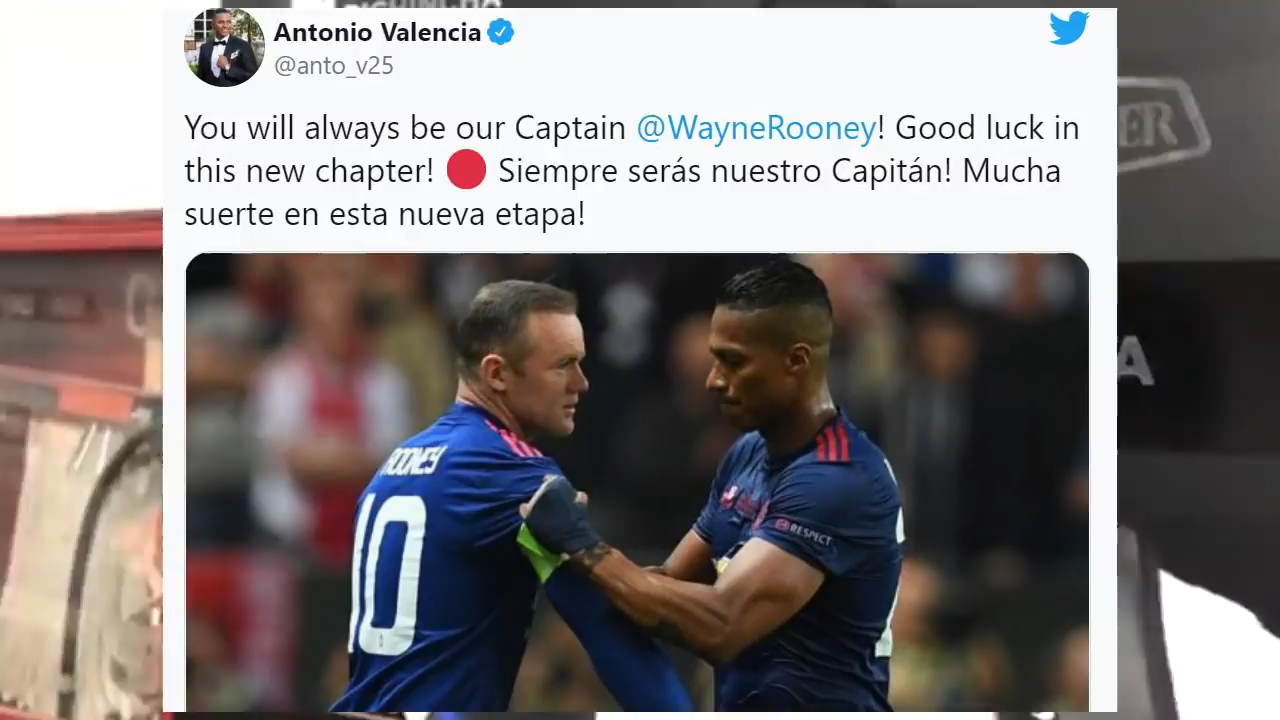 Antonio Valencia
@anto_v25
You will always be our Captain @WayneRooney! Good luck in
this new chapter! 🔴 Siempre serás nuestro Capitán! Mucha
suerte en esta nueva etapa!
ROONEY
10
RESPECT